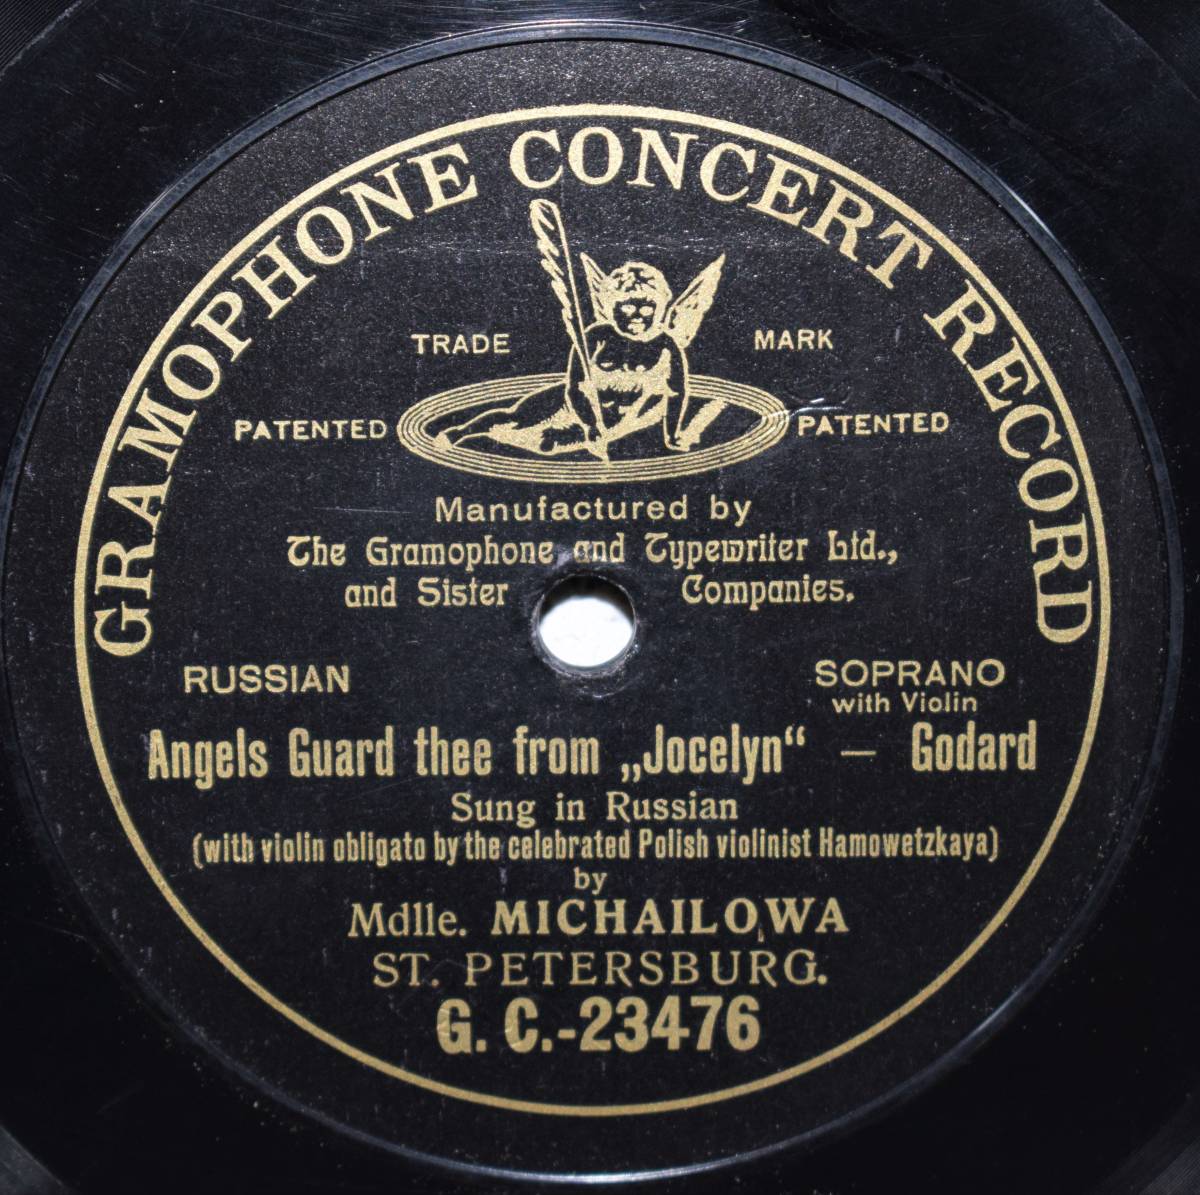 GRAMOPHONE CONCERT RECORD
TRADE MARK
PATENTED PATENTED
Manufactured by
The Gramophone and Typewriter Ltd.,
and Sister Companies.
RUSSIAN SOPRANO
with Violin
Angels Guard thee from „Jocelyn“ — Godard
Sung in Russian
(with violin obligato by the celebrated Polish violinist Hamowetzkaya)
by
Mdlle. MICHAILOWA
ST. PETERSBURG.
G. C.-23476